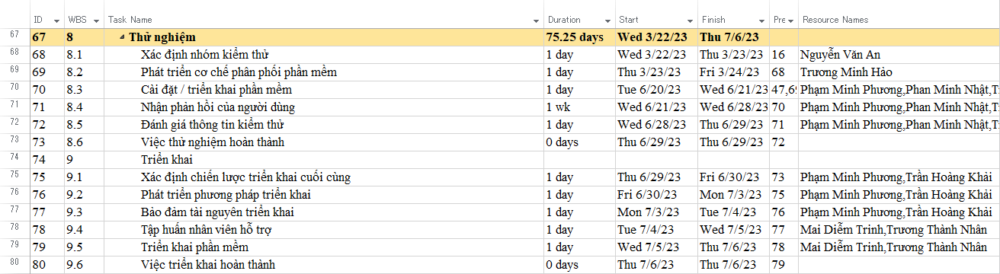 ID WBS Task Name Duration Start Finish Pre Resource Names
67 67 8 Thử nghiệm 75.25 days Wed 3/22/23 Thu 7/6/23
68 68 8.1 Xác định nhóm kiểm thử 1 day Wed 3/22/23 Thu 3/23/23 16 Nguyễn Văn An
69 69 8.2 Phát triển cơ chế phân phối phần mềm 1 day Thu 3/23/23 Fri 3/24/23 68 Trương Minh Hảo
70 70 8.3 Cài đặt / triển khai phần mềm 1 day Tue 6/20/23 Wed 6/21/23 47,69 Phạm Minh Phương,Phan Minh Nhật,T
71 71 8.4 Nhận phản hồi của người dùng 1 wk Wed 6/21/23 Wed 6/28/23 70 Phạm Minh Phương,Phan Minh Nhật,T
72 72 8.5 Đánh giá thông tin kiểm thử 1 day Wed 6/28/23 Thu 6/29/23 71 Phạm Minh Phương,Phan Minh Nhật,T
73 73 8.6 Việc thử nghiệm hoàn thành 0 days Thu 6/29/23 Thu 6/29/23 72
74 74 9 Triển khai
75 75 9.1 Xác định chiến lược triển khai cuối cùng 1 day Thu 6/29/23 Fri 6/30/23 73 Phạm Minh Phương,Trần Hoàng Khải
76 76 9.2 Phát triển phương pháp triển khai 1 day Fri 6/30/23 Mon 7/3/23 75 Phạm Minh Phương,Trần Hoàng Khải
77 77 9.3 Bảo đảm tài nguyên triển khai 1 day Mon 7/3/23 Tue 7/4/23 76 Phạm Minh Phương,Trần Hoàng Khải
78 78 9.4 Tập huấn nhân viên hỗ trợ 1 day Tue 7/4/23 Wed 7/5/23 77 Mai Diễm Trinh,Trương Thành Nhân
79 79 9.5 Triển khai phần mềm 1 day Wed 7/5/23 Thu 7/6/23 78 Mai Diễm Trinh,Trương Thành Nhân
80 80 9.6 Việc triển khai hoàn thành 0 days Thu 7/6/23 Thu 7/6/23 79